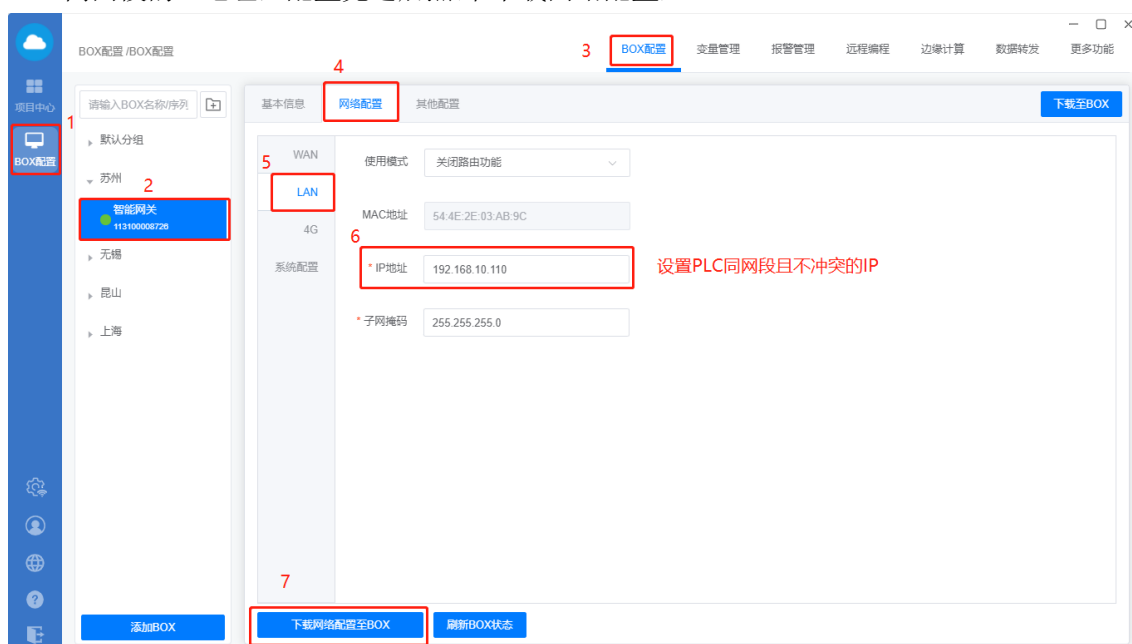 BOX配置 /BOX配置
3
BOX配置
变量管理
报警管理
远程编程
边缘计算
数据转发
更多功能
4
项目中心
1
BOX配置
请输入BOX名称/序列
默认分组
苏州
2
智能网关
113100008726
无锡
昆山
上海
添加BOX
基本信息
网络配置
其他配置
下载至BOX
5
WAN
LAN
4G
系统配置
使用模式
关闭路由功能
MAC地址
54:4E:2E:03:AB:9C
6
* IP地址
192.168.10.110
设置PLC同网段且不冲突的IP
* 子网掩码
255.255.255.0
7
下载网络配置至BOX
刷新BOX状态